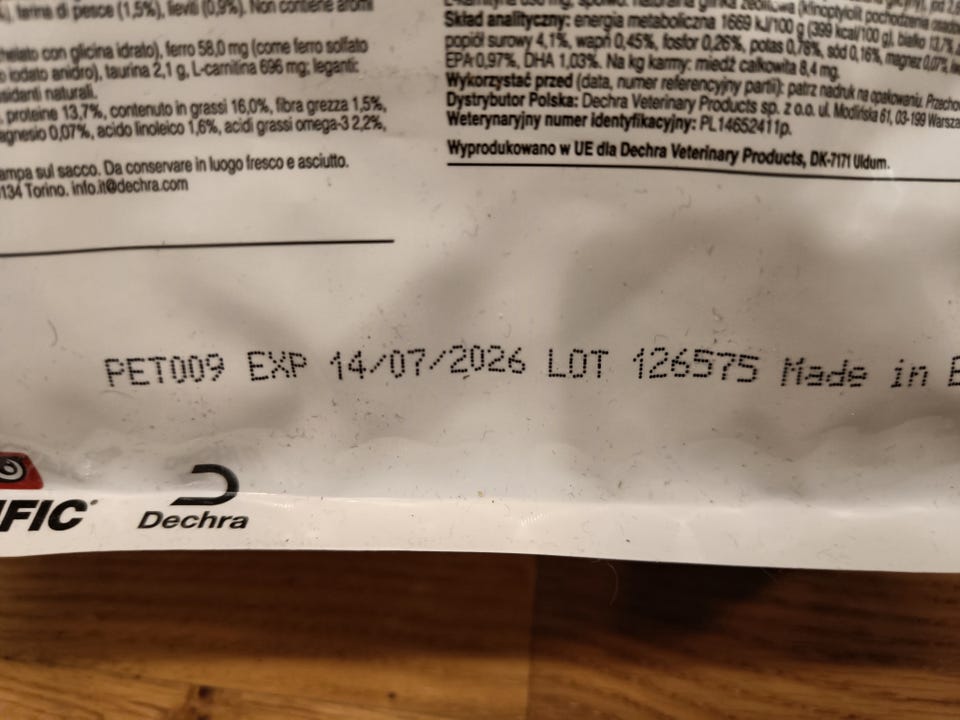 farina di pesce (1,5%), lieviti (0,9%). Non contiene aromi
chelato con glicina idrato), ferro 58,0 mg (come ferro solfato
iodato anidro), taurina 2,1 g, L-carnitina 696 mg; leganti:
sidanti naturali.
proteine 13,7%, contenuto in grassi 16,0%, fibra grezza 1,5%,
agnesio 0,07%, acido linoleico 1,6%, acidi grassi omega-3 2,2%,
ampa sul sacco. Da conservare in luogo fresco e asciutto.
134 Torino. info.it@dechra.com
Skład analityczny: energia metaboliczna 1669 kJ/100 g (399 kcal/100 g), białko 13,7%,
popiół surowy 4,1%, wapń 0,45%, fosfor 0,26%, potas 0,78%, sód 0,16%, magnez 0,07%,
EPA 0,97%, DHA 1,03%. Na kg karmy: miedź całkowita 8,4 mg.
Wykorzystać przed (data, numer referencyjny partii): patrz nadruk na opakowaniu.
Dystrybutor Polska: Dechra Veterinary Products sp. z o.o. ul. Modlińska 61, 03-199 Warsza
Weterynaryjny numer identyfikacyjny: PL14652411p.
Wyprodukowano w UE dla Dechra Veterinary Products, DK-7171 Uldum.
PET009 EXP 14/07/2026 LOT 126575 Made in E
IFIC®
Dechra